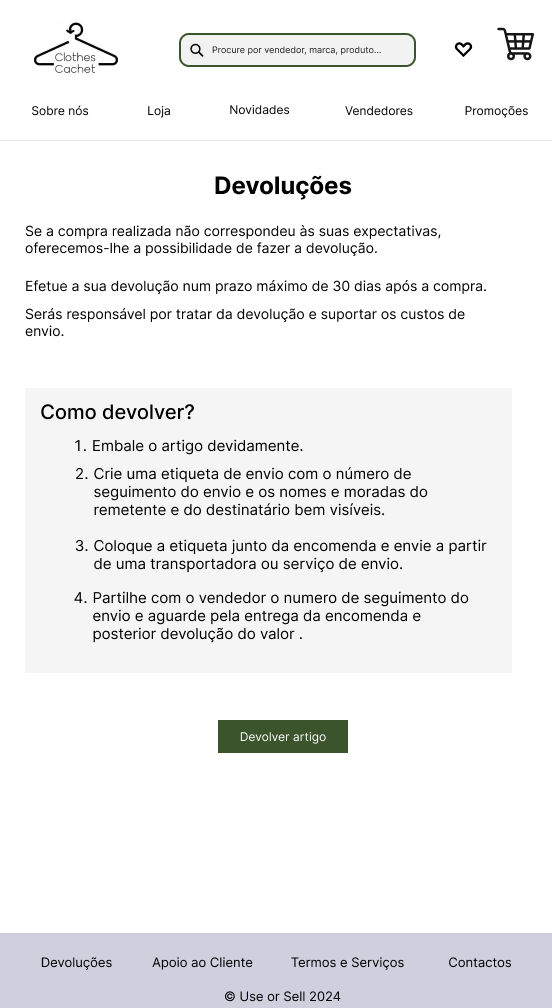 Clothes
Cachet
Procure por vendedor, marca, produto...
Sobre nós
Loja
Novidades
Vendedores
Promoções
Devoluções
Se a compra realizada não correspondeu às suas expectativas,
oferecemos-lhe a possibilidade de fazer a devolução.
Efetue a sua devolução num prazo máximo de 30 dias após a compra.
Serás responsável por tratar da devolução e suportar os custos de
envio.
Como devolver?
1. Embale o artigo devidamente.
2. Crie uma etiqueta de envio com o número de
seguimento do envio e os nomes e moradas do
remetente e do destinatário bem visíveis.
3. Coloque a etiqueta junto da encomenda e envie a partir
de uma transportadora ou serviço de envio.
4. Partilhe com o vendedor o numero de seguimento do
envio e aguarde pela entrega da encomenda e
posterior devolução do valor .
Devolver artigo
Devoluções
Apoio ao Cliente
Termos e Serviços
Contactos
© Use or Sell 2024